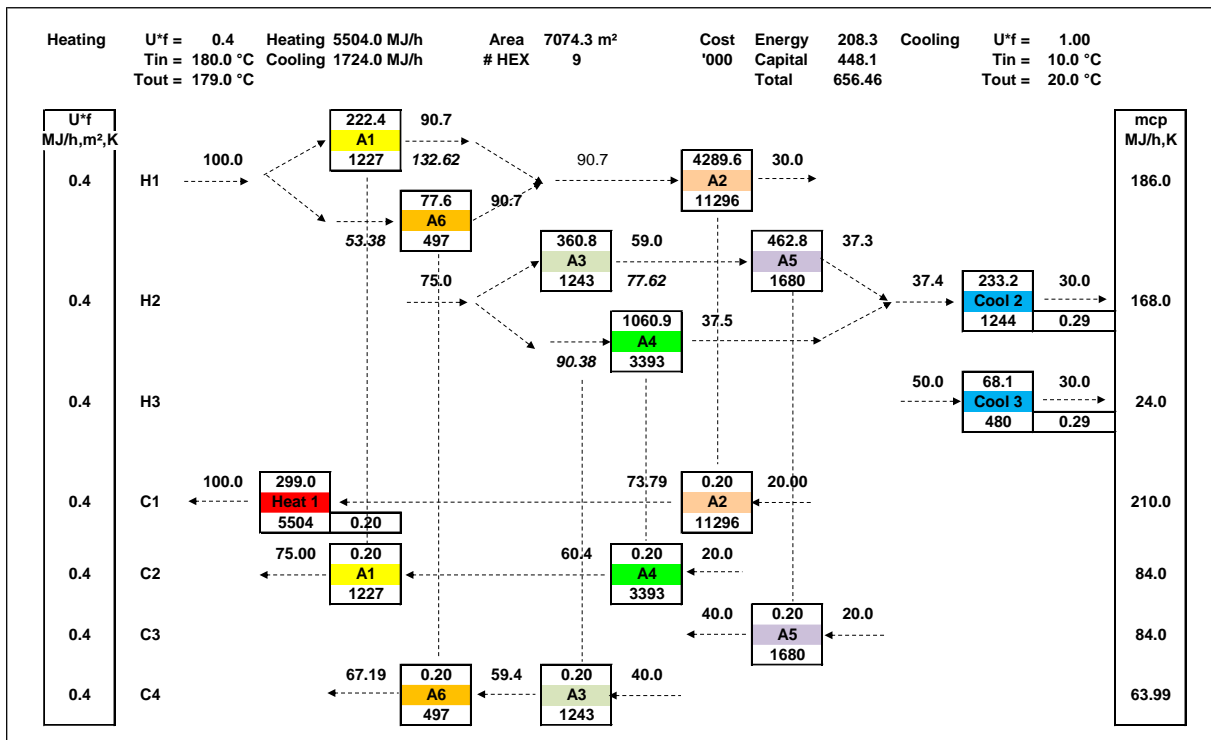 Heating U*f = 0.4 Heating 5504.0 MJ/h Area 7074.3 m² Cost Energy 208.3 Cooling U*f = 1.00
Tin = 180.0 °C Cooling 1724.0 MJ/h # HEX 9 '000 Capital 448.1 Tin = 10.0 °C
Tout = 179.0 °C Total 656.46 Tout = 20.0 °C
U*f 222.4 90.7 mcp
MJ/h,m²,K A1 MJ/h,K
100.0 1227 132.62 90.7 4289.6 30.0
0.4 H1 A2 186.0
77.6 90.7 11296
A6
53.38 497 360.8 59.0 462.8 37.3
A3 A5
75.0 1243 77.62 1680 37.4 233.2 30.0
0.4 H2 Cool 2 168.0
1060.9 37.5 1244 0.29
A4
90.38 3393
50.0 68.1 30.0
0.4 H3 Cool 3 24.0
480 0.29
100.0 299.0 73.79 0.20 20.00
0.4 C1 Heat 1 A2 210.0
5504 0.20 11296
75.00 0.20 60.4 0.20 20.0
0.4 C2 A1 A4 84.0
1227 3393
40.0 0.20 20.0
0.4 C3 A5 84.0
1680
67.19 0.20 59.4 0.20 40.0
0.4 C4 A6 A3 63.99
497 1243